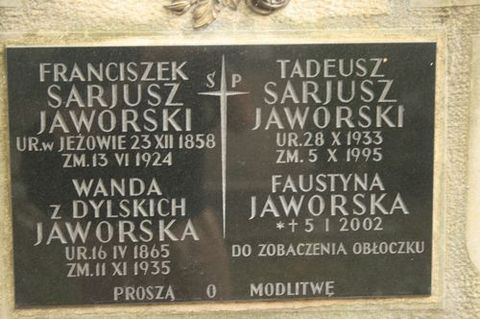 S P
FRANCISZEK
SARJUSZ
JAWORSKI
UR.W JEŻOWIE 23 XII 1858
ZM.13 VI 1924
WANDA
Z DYLSKICH
JAWORSKA
UR.16 IV 1865
ZM.11 XI 1935
TADEUSZ
SARJUSZ
JAWORSKI
UR.28 X 1933
ZM. 5 X 1995
FAUSTYNA
JAWORSKA
*† 5 I 2002
DO ZOBACZENIA OBŁOCZKU
PROSZĄ O MODLITWĘ